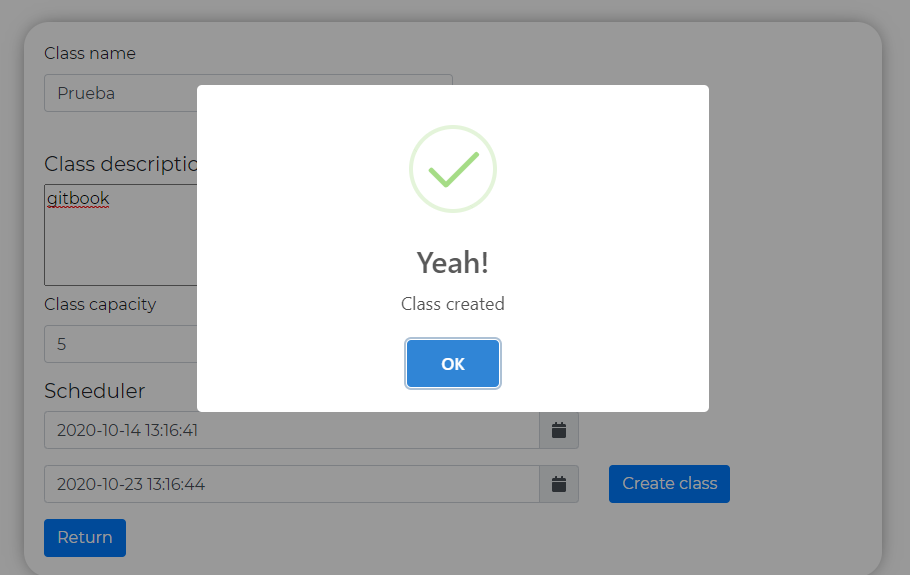 Class name
Prueba
Class descriptio
gitbook
Class capacity
5
Scheduler
2020-10-14 13:16:41
2020-10-23 13:16:44
Create class
Return
Yeah!
Class created
OK